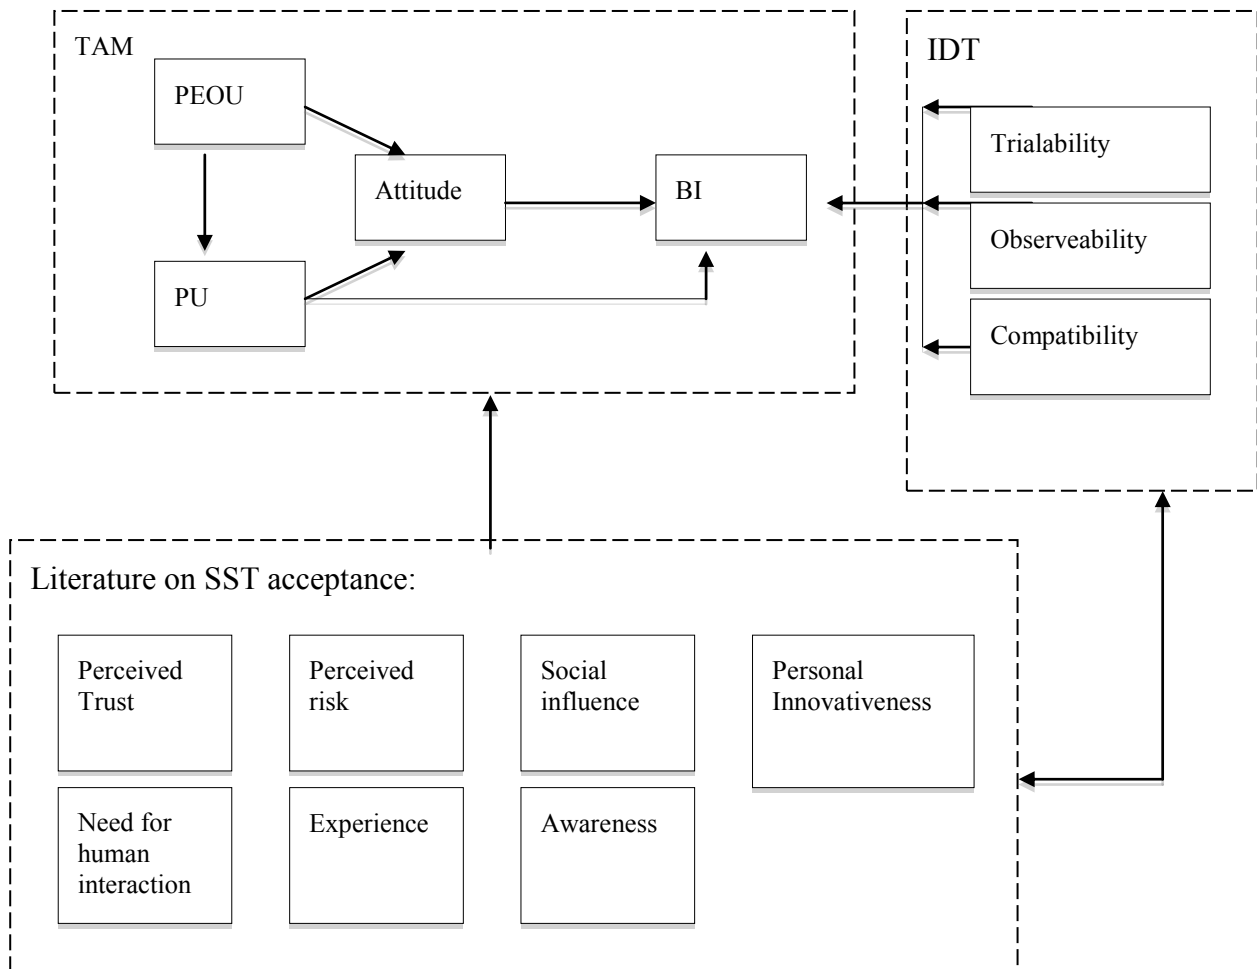 TAM
PEOU
Attitude
BI
PU
IDT
Trialability
Observeability
Compatibility
Literature on SST acceptance:
Perceived
Trust
Perceived
risk
Social
influence
Personal
Innovativeness
Need for
human
interaction
Experience
Awareness